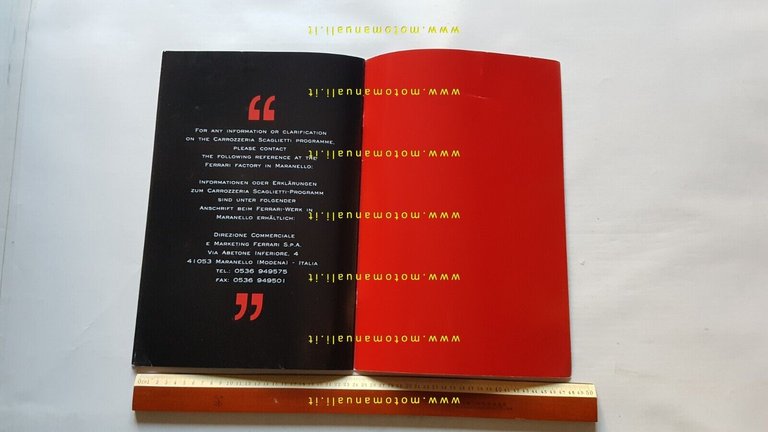 www.motomanuali.it
www.motomanuali.it
“
For any information or clarification
on the Carrozzeria Scaglietti programme,
please contact
the following reference at the
Ferrari factory in Maranello:
Informationen oder Erklärungen
zum Carrozzeria Scaglietti-Programm
sind unter folgender
Anschrift beim Ferrari-Werk in
Maranello erhältlich:
Direzione Commerciale
e Marketing Ferrari S.p.A.
Via Abetone Inferiore, 4
41053 Maranello (Modena) - Italia
Tel.: 0536 949575
Fax: 0536 949501
”
www.motomanuali.it
www.motomanuali.it
www.motomanuali.it
www.motomanuali.it
www.motomanuali.it